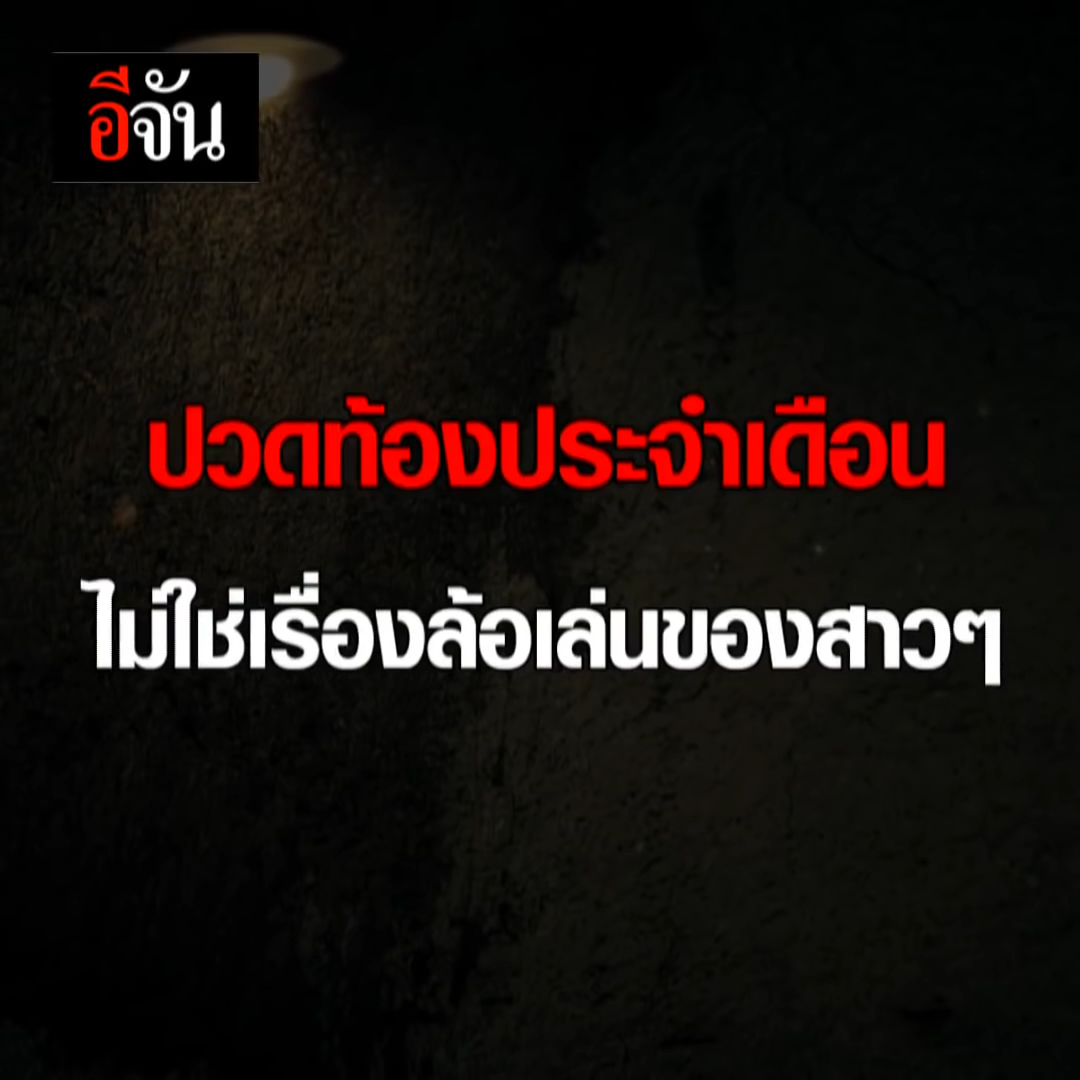 อีจัน
ปวดท้องประจำเดือน
ไม่ใช่เรื่องล้อเล่นของสาวๆ